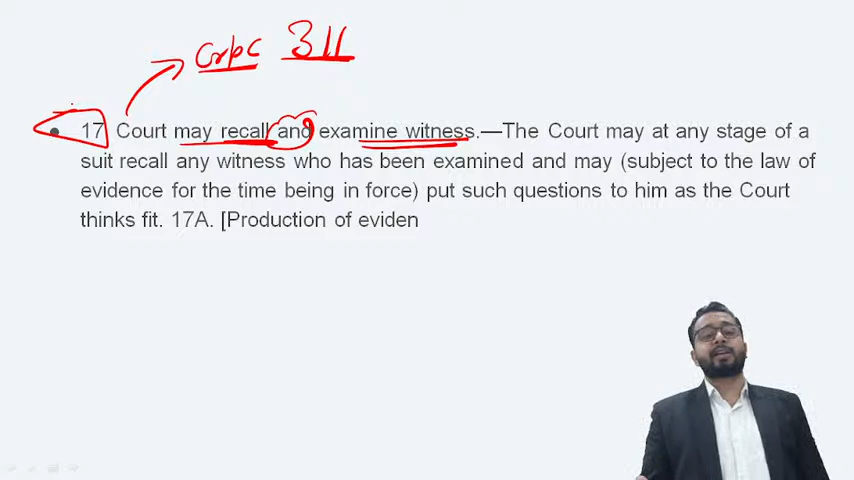 Crpc 311
• 17 Court may recall and examine witness.—The Court may at any stage of a
suit recall any witness who has been examined and may (subject to the law of
evidence for the time being in force) put such questions to him as the Court
thinks fit. 17A. [Production of eviden